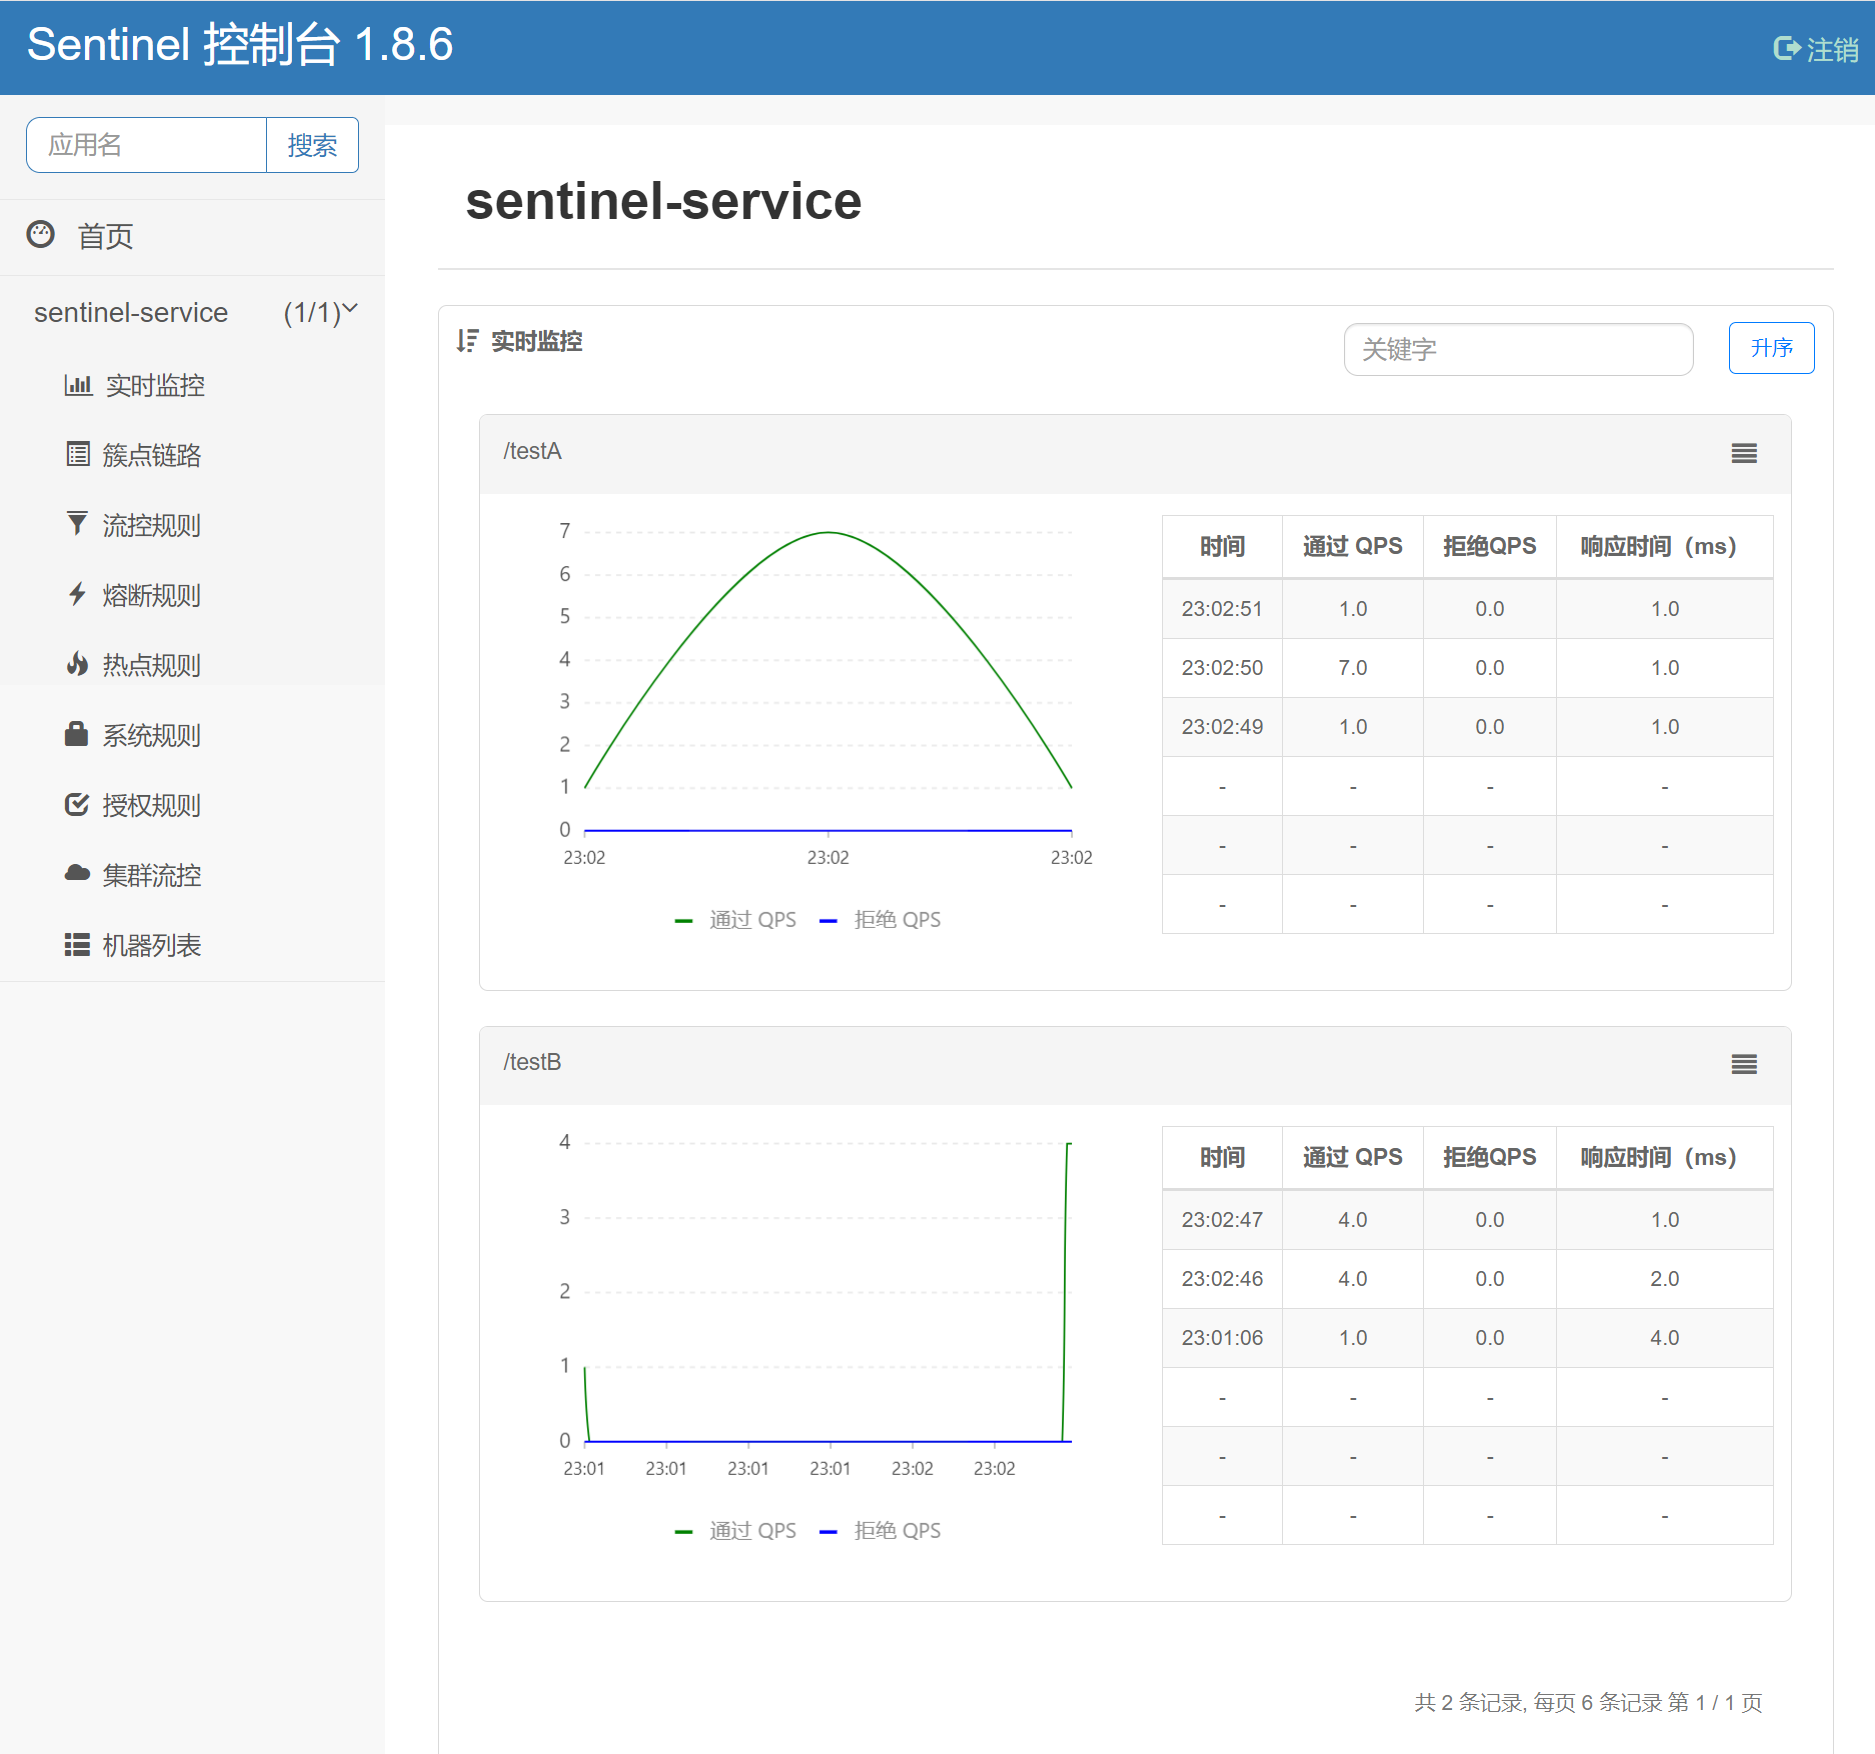 Sentinel 控制台 1.8.6
注销
应用名
搜索
首页
sentinel-service (1/1)
实时监控
簇点链路
流控规则
熔断规则
热点规则
系统规则
授权规则
集群流控
机器列表
sentinel-service
实时监控
关键字
升序
/testA
7
6
5
4
3
2
1
0
23:02 23:02 23:02
通过 QPS 拒绝 QPS
时间 通过 QPS 拒绝QPS 响应时间（ms）
23:02:51 1.0 0.0 1.0
23:02:50 7.0 0.0 1.0
23:02:49 1.0 0.0 1.0
- - - -
- - - -
- - - -
/testB
4
3
2
1
0
23:01 23:01 23:01 23:01 23:02 23:02
通过 QPS 拒绝 QPS
时间 通过 QPS 拒绝QPS 响应时间（ms）
23:02:47 4.0 0.0 1.0
23:02:46 4.0 0.0 2.0
23:01:06 1.0 0.0 4.0
- - - -
- - - -
- - - -
共 2 条记录, 每页 6 条记录 第 1 / 1 页